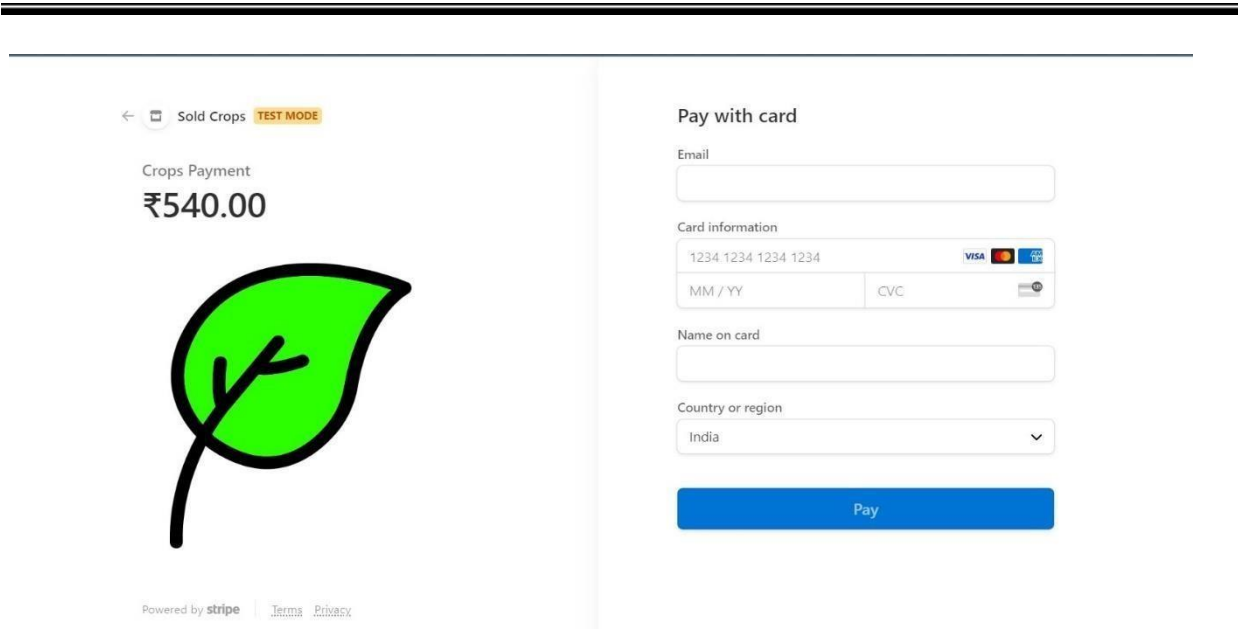 Sold Crops TEST MODE
Crops Payment
₹540.00
Powered by stripe Terms Privacy
Pay with card
Email
Card information
1234 1234 1234 1234 VISA
MM / YY CVC
Name on card
Country or region
India
Pay